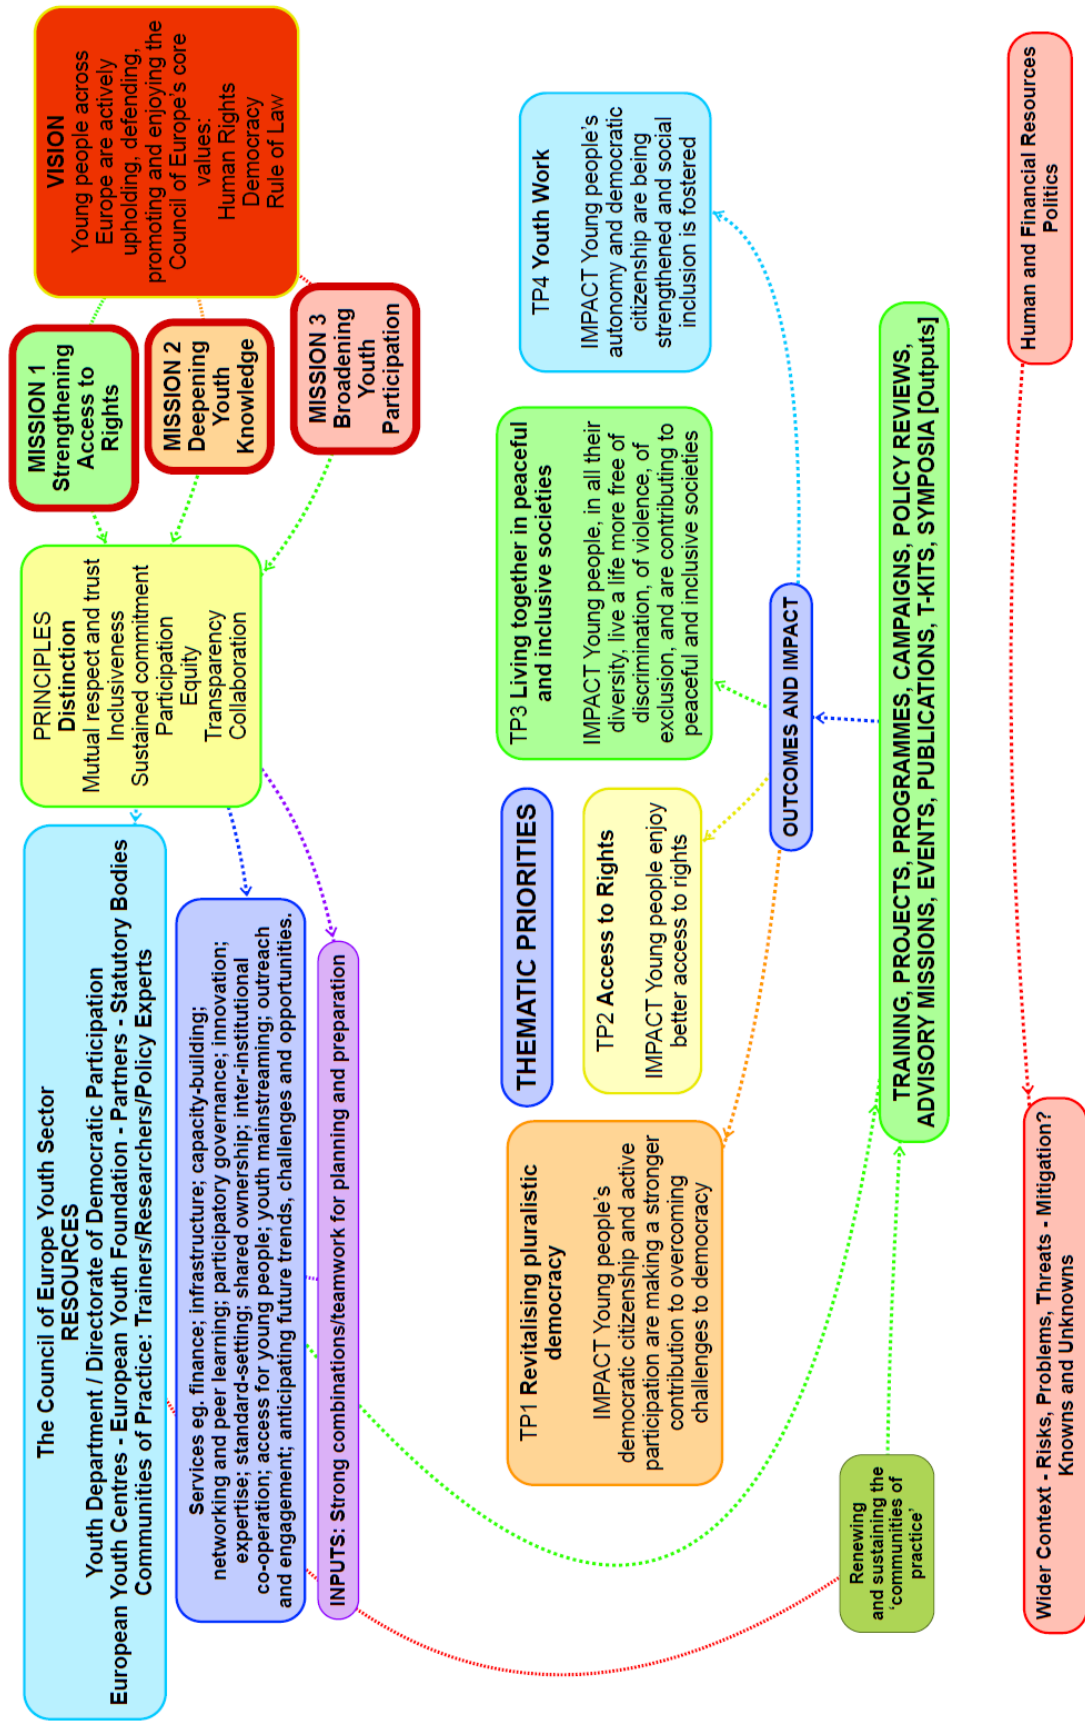 The Council of Europe Youth Sector
RESOURCES
Youth Department / Directorate of Democratic Participation
European Youth Centres - European Youth Foundation - Partners - Statutory Bodies
Communities of Practice: Trainers/Researchers/Policy Experts
Services eg. finance; infrastructure; capacity-building;
networking and peer learning; participatory governance; innovation;
expertise; standard-setting; shared ownership; inter-institutional
co-operation; access for young people; youth mainstreaming; outreach
and engagement; anticipating future trends, challenges and opportunities.
INPUTS: Strong combinations/teamwork for planning and preparation
PRINCIPLES
Distinction
Mutual respect and trust
Inclusiveness
Sustained commitment
Participation
Equity
Transparency
Collaboration
MISSION 1
Strengthening
Access to
Rights
MISSION 2
Deepening
Youth
Knowledge
MISSION 3
Broadening
Youth
Participation
VISION
Young people across
Europe are actively
upholding, defending,
promoting and enjoying the
Council of Europe's core
values:
Human Rights
Democracy
Rule of Law
THEMATIC PRIORITIES
TP1 Revitalising pluralistic
democracy
IMPACT Young people's
democratic citizenship and active
participation are making a stronger
contribution to overcoming
challenges to democracy
TP2 Access to Rights
IMPACT Young people enjoy
better access to rights
TP3 Living together in peaceful
and inclusive societies
IMPACT Young people, in all their
diversity, live a life more free of
discrimination, of violence, of
exclusion, and are contributing to
peaceful and inclusive societies
TP4 Youth Work
IMPACT Young people's
autonomy and democratic
citizenship are being
strengthened and social
inclusion is fostered
OUTCOMES AND IMPACT
Renewing
and sustaining the
'communities of
practice'
TRAINING, PROJECTS, PROGRAMMES, CAMPAIGNS, POLICY REVIEWS,
ADVISORY MISSIONS, EVENTS, PUBLICATIONS, T-KITS, SYMPOSIA [Outputs]
Wider Context - Risks, Problems, Threats - Mitigation?
Knowns and Unknowns
Human and Financial Resources
Politics